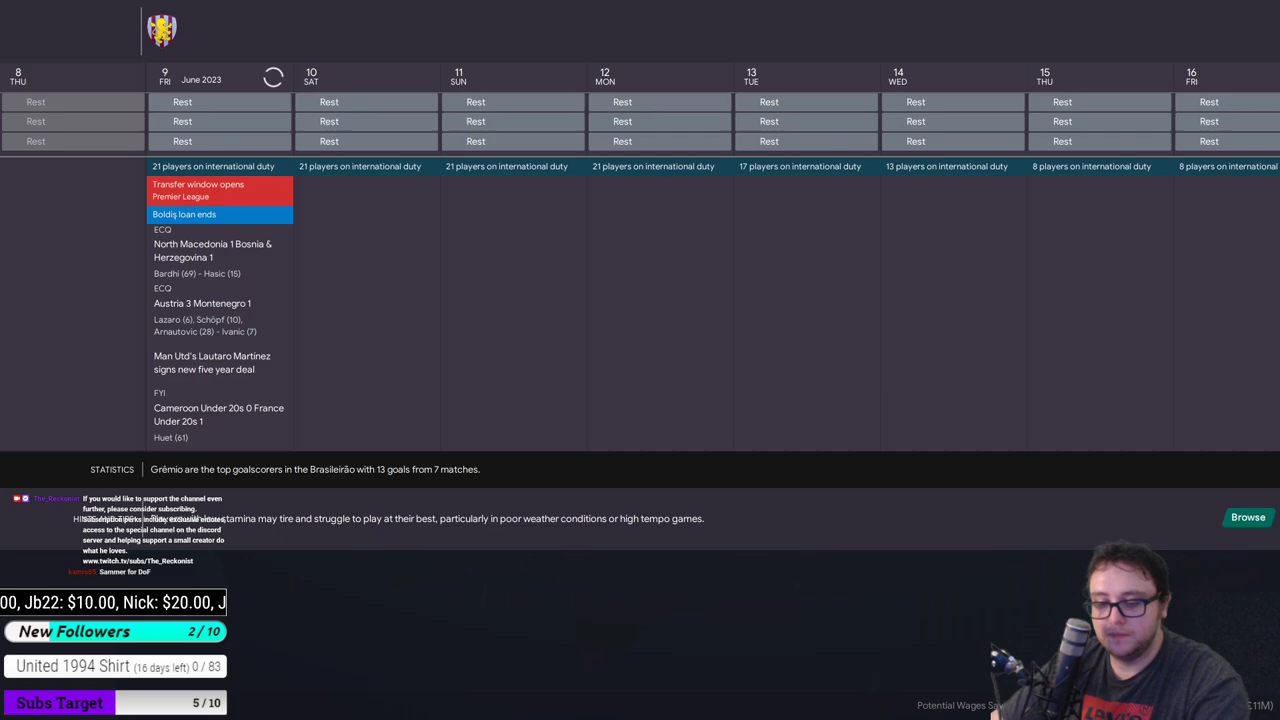 8
THU
9
FRI
June 2023
10
SAT
11
SUN
12
MON
13
TUE
14
WED
15
THU
16
FRI
Rest Rest Rest Rest Rest Rest Rest Rest Rest
Rest Rest Rest Rest Rest Rest Rest Rest Rest
Rest Rest Rest Rest Rest Rest Rest Rest Rest
21 players on international duty 21 players on international duty 21 players on international duty 21 players on international duty 17 players on international duty 13 players on international duty 8 players on international duty 8 players on international
Transfer window opens
Premier League
Boldiş loan ends
ECQ
North Macedonia 1 Bosnia &
Herzegovina 1
Bardhi (69) - Hasic (15)
ECQ
Austria 3 Montenegro 1
Lazaro (6), Schöpf (10),
Arnautovic (28) - Ivanic (7)
Man Utd's Lautaro Martinez
signs new five year deal
FYI
Cameroon Under 20s 0 France
Under 20s 1
Huet (61)
STATISTICS Grêmio are the top goalscorers in the Brasileirão with 13 goals from 7 matches.
stamina may tire and struggle to play at their best, particularly in poor weather conditions or high tempo games.
Browse
The_Reckonist If you would like to support the channel even
further, please consider subscribing.
Subscription perks include exclusive emotes,
access to the special channel on the discord
server and helping support a small creator do
what he loves.
www.twitch.tv/subs/The_Reckonist
Sammer for DoF
00, Jb22: $10.00, Nick: $20.00, J
New Followers 2 / 10
United 1994 Shirt (16 days left) 0 / 83
Subs Target 5 / 10
Potential Wages